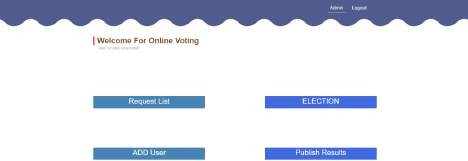 Admin Logout
Welcome For Online Voting
Request List ELECTION
ADD User Publish Results